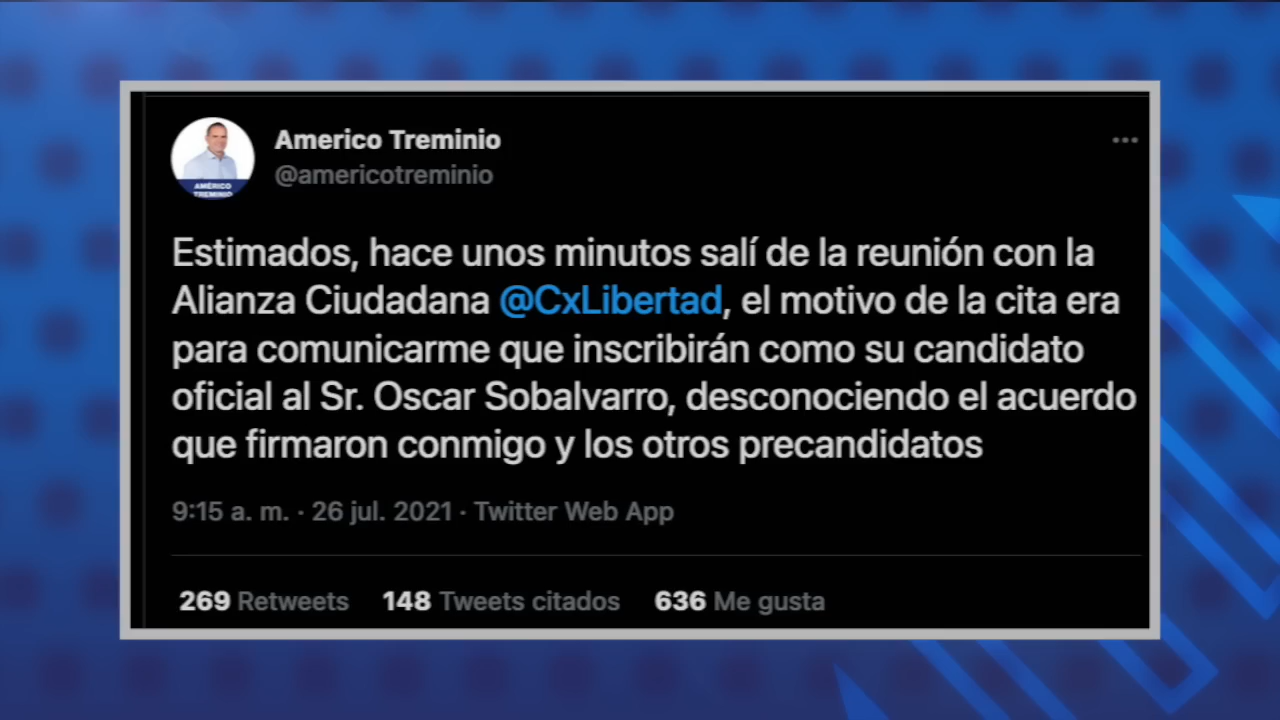 Americo Treminio
@americotreminio
AMÉRICO
TREMINIO
Estimados, hace unos minutos salí de la reunión con la
Alianza Ciudadana @CxLibertad, el motivo de la cita era
para comunicarme que inscribirán como su candidato
oficial al Sr. Oscar Sobalvarro, desconociendo el acuerdo
que firmaron conmigo y los otros precandidatos
9:15 a. m. · 26 jul. 2021 · Twitter Web App
269 Retweets 148 Tweets citados 636 Me gusta